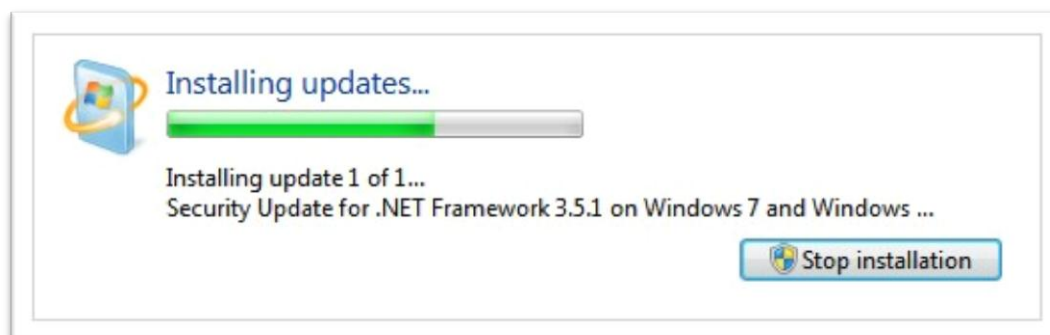 Installing updates...
Installing update 1 of 1...
Security Update for .NET Framework 3.5.1 on Windows 7 and Windows ...
Stop installation